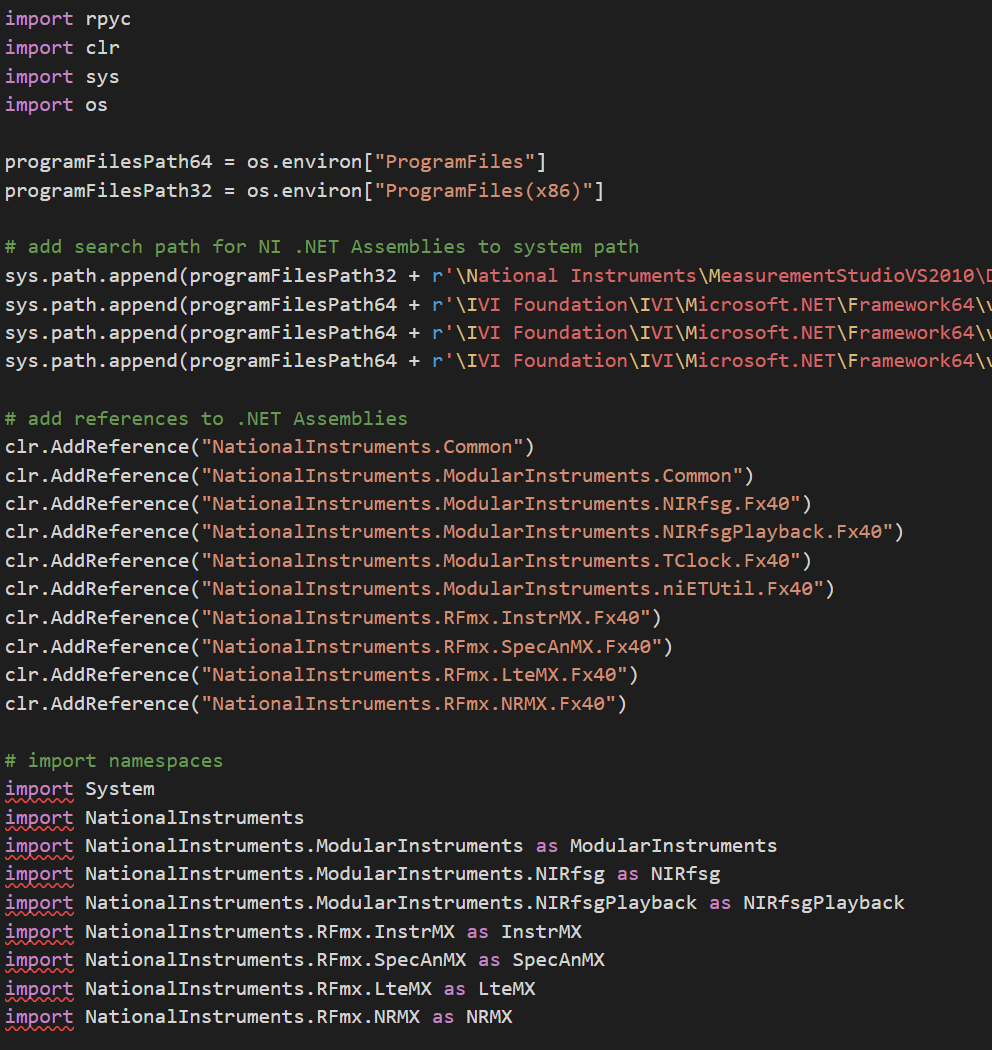 import rpyc
import clr
import sys
import os
programFilesPath64 = os.environ["ProgramFiles"]
programFilesPath32 = os.environ["ProgramFiles(x86)"]
# add search path for NI .NET Assemblies to system path
sys.path.append(programFilesPath32 + r'\National Instruments\MeasurementStudioVS2010\
sys.path.append(programFilesPath64 + r'\IVI Foundation\IVI\Microsoft.NET\Framework64\v
sys.path.append(programFilesPath64 + r'\IVI Foundation\IVI\Microsoft.NET\Framework64\v
sys.path.append(programFilesPath64 + r'\IVI Foundation\IVI\Microsoft.NET\Framework64\v
# add references to .NET Assemblies
clr.AddReference("NationalInstruments.Common")
clr.AddReference("NationalInstruments.ModularInstruments.Common")
clr.AddReference("NationalInstruments.ModularInstruments.NIRfsg.Fx40")
clr.AddReference("NationalInstruments.ModularInstruments.NIRfsgPlayback.Fx40")
clr.AddReference("NationalInstruments.ModularInstruments.TClock.Fx40")
clr.AddReference("NationalInstruments.ModularInstruments.niETUtil.Fx40")
clr.AddReference("NationalInstruments.RFmx.InstrMX.Fx40")
clr.AddReference("NationalInstruments.RFmx.SpecAnMX.Fx40")
clr.AddReference("NationalInstruments.RFmx.LteMX.Fx40")
clr.AddReference("NationalInstruments.RFmx.NRMX.Fx40")
# import namespaces
import System
import NationalInstruments
import NationalInstruments.ModularInstruments as ModularInstruments
import NationalInstruments.ModularInstruments.NIRfsg as NIRfsg
import NationalInstruments.ModularInstruments.NIRfsgPlayback as NIRfsgPlayback
import NationalInstruments.RFmx.InstrMX as InstrMX
import NationalInstruments.RFmx.SpecAnMX as SpecAnMX
import NationalInstruments.RFmx.LteMX as LteMX
import NationalInstruments.RFmx.NRMX as NRMX